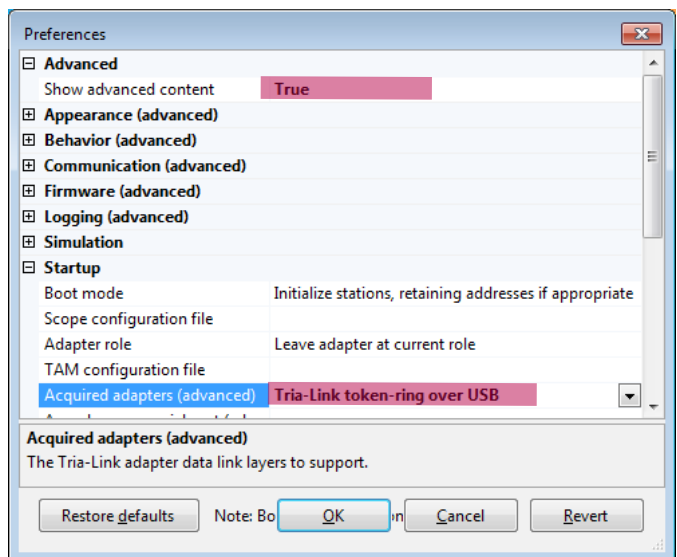 Preferences
Advanced
Show advanced content True
Appearance (advanced)
Behavior (advanced)
Communication (advanced)
Firmware (advanced)
Logging (advanced)
Simulation
Startup
Boot mode Initialize stations, retaining addresses if appropriate
Scope configuration file
Adapter role Leave adapter at current role
TAM configuration file
Acquired adapters (advanced) Tria-Link token-ring over USB
Acquired adapters (advanced)
The Tria-Link adapter data link layers to support.
Restore defaults Note: Bo OK n Cancel Revert